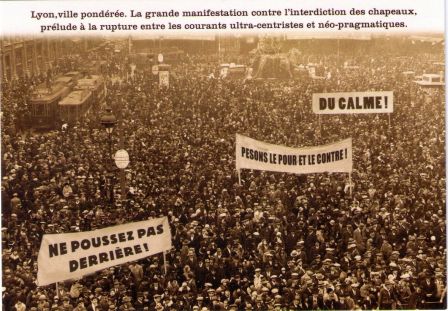 Lyon,ville pondérée. La grande manifestation contre l'interdiction des chapeaux,
prélude à la rupture entre les courants ultra-centristes et néo-pragmatiques.
DU CALME !
PESONS LE POUR ET LE CONTRE !
NE POUSSEZ PAS
DERRIÈRE !